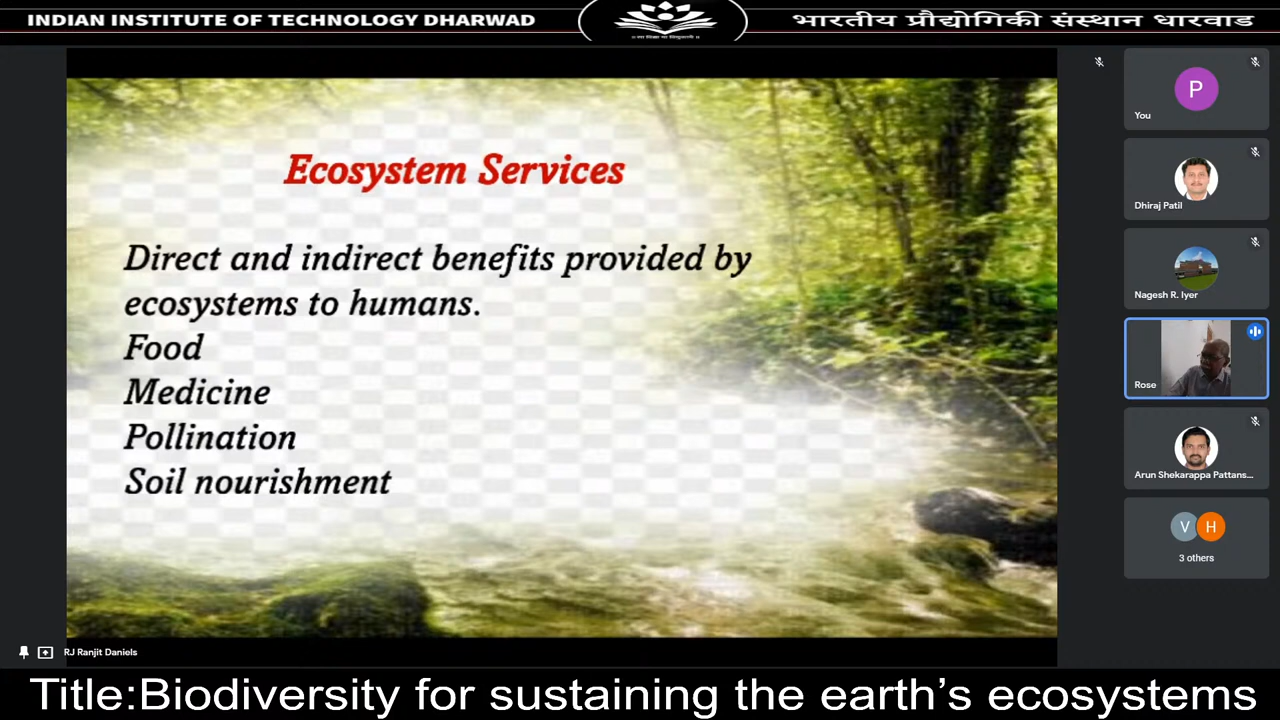 INDIAN INSTITUTE OF TECHNOLOGY DHARWAD
भारतीय प्रौद्योगिकी संस्थान धारवाड
Ecosystem Services
Direct and indirect benefits provided by
ecosystems to humans.
Food
Medicine
Pollination
Soil nourishment
P
You
Dhiraj Patil
Nagesh R. Iyer
Rose
Arun Shekarappa Pattans...
V H
3 others
RJ Ranjit Daniels
Title:Biodiversity for sustaining the earth’s ecosystems